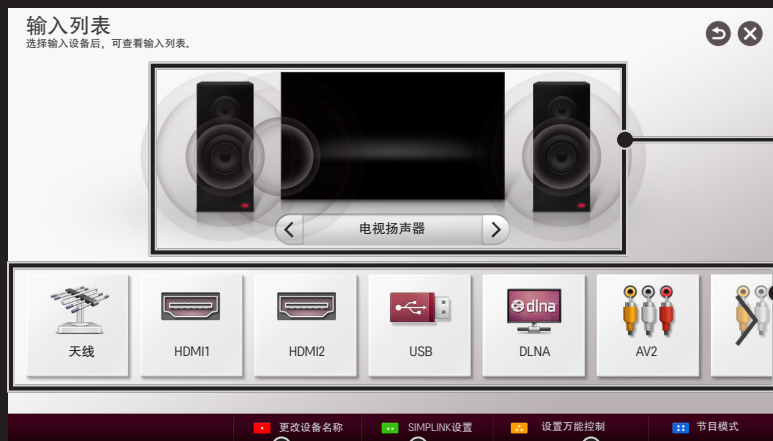 输入列表
选择输入设备后，可查看输入列表。
电视扬声器
dlna
天线
HDMI1
HDMI2
USB
DLNA
AV2
更改设备名称
SIMPLINK设置
设置万能控制
节目模式